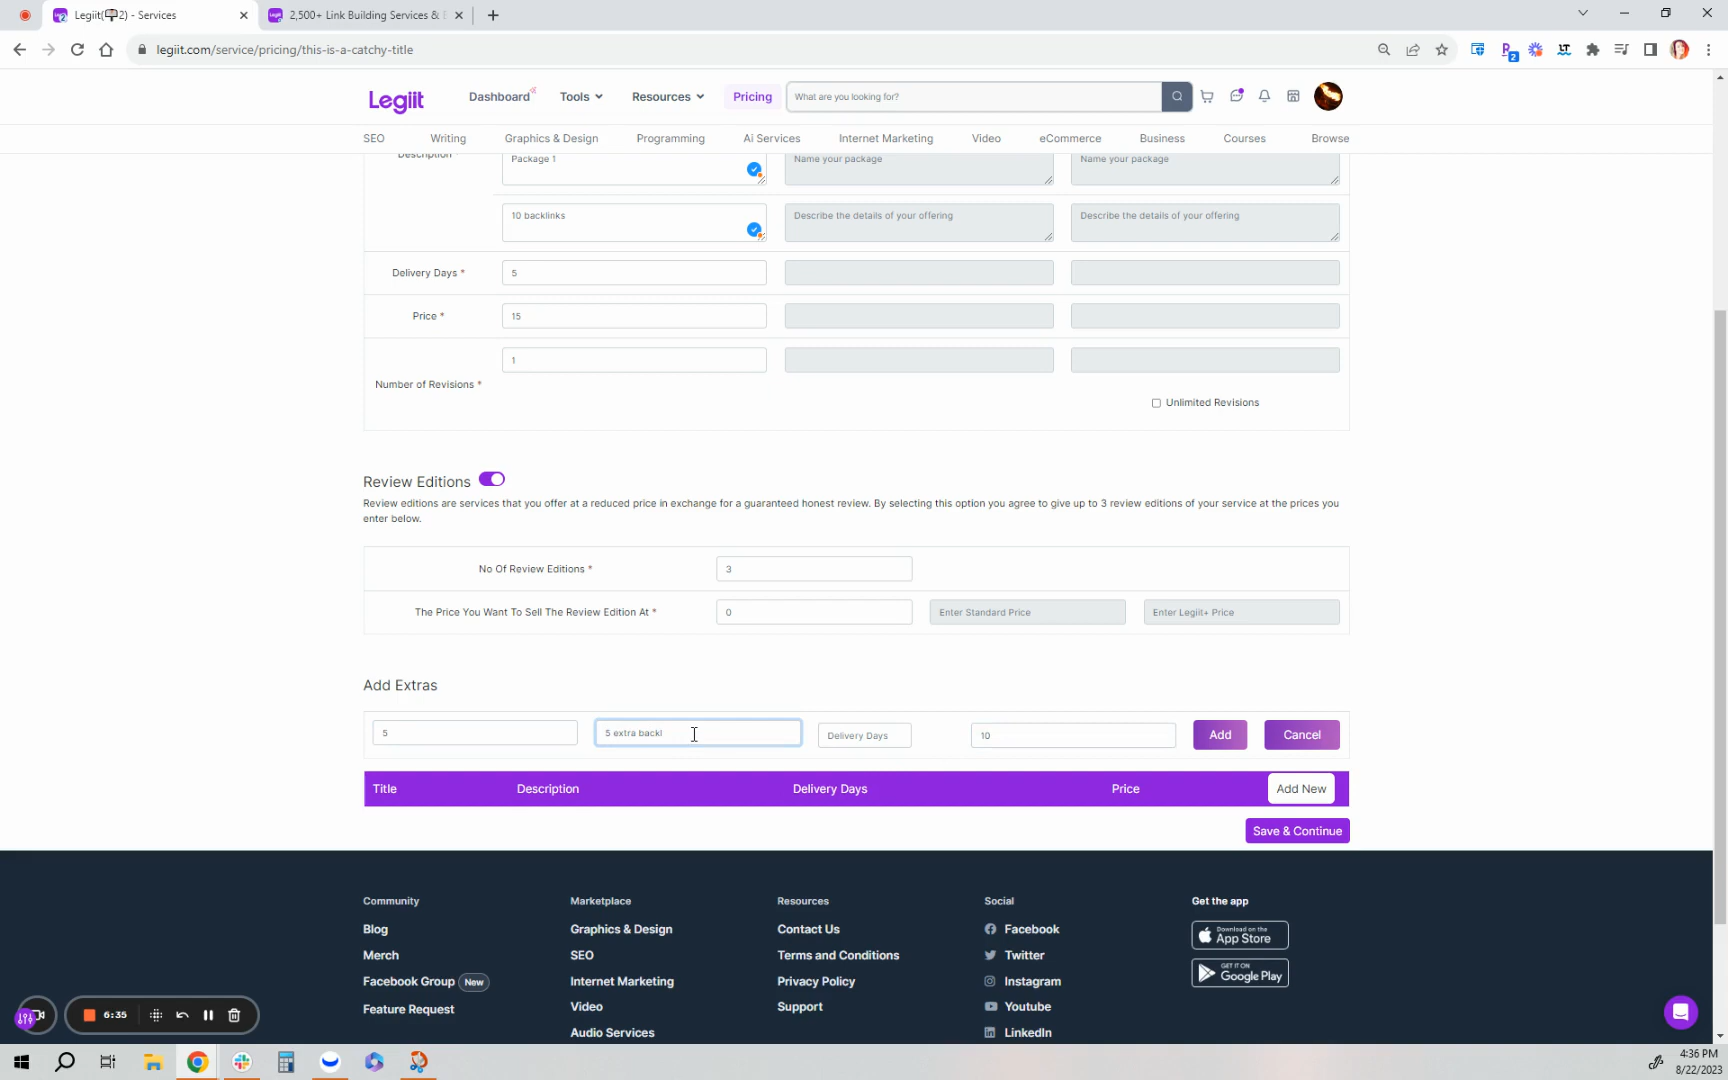 Legiit( 2) - Services
2,500+ Link Building Services &
legiit.com/service/pricing/this-is-a-catchy-title
2
Legiit
Dashboard
Tools
Resources
Pricing
What are you looking for?
SEO
Writing
Graphics & Design
Programming
Ai Services
Internet Marketing
Video
eCommerce
Business
Courses
Browse
Description
Package 1
Name your package
Name your package
10 backlinks
Describe the details of your offering
Describe the details of your offering
Delivery Days *
5
Price *
15
Number of Revisions *
1
Unlimited Revisions
Review Editions
Review editions are services that you offer at a reduced price in exchange for a guaranteed honest review. By selecting this option you agree to give up to 3 review editions of your service at the prices you
enter below.
No Of Review Editions *
3
The Price You Want To Sell The Review Edition At *
0
Enter Standard Price
Enter Legiit+ Price
Add Extras
5
5 extra backl
Delivery Days
10
Add
Cancel
Title
Description
Delivery Days
Price
Add New
Save & Continue
Community
Marketplace
Resources
Social
Get the app
Blog
Graphics & Design
Contact Us
Facebook
Download on the
App Store
Merch
SEO
Terms and Conditions
Twitter
GET IT ON
Google Play
Facebook Group New
Internet Marketing
Privacy Policy
Instagram
Feature Request
Video
Support
Youtube
Audio Services
LinkedIn
6:35
4:36 PM
8/22/2023